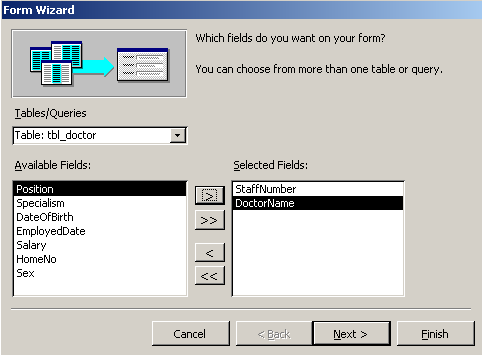 Form Wizard
Which fields do you want on your form?
You can choose from more than one table or query.
Tables/Queries
Table: tbl_doctor
Available Fields:
Selected Fields:
Position
Specialism
DateOfBirth
EmployedDate
Salary
HomeNo
Sex
>
>>
<
<<
StaffNumber
DoctorName
Cancel
< Back
Next >
Finish